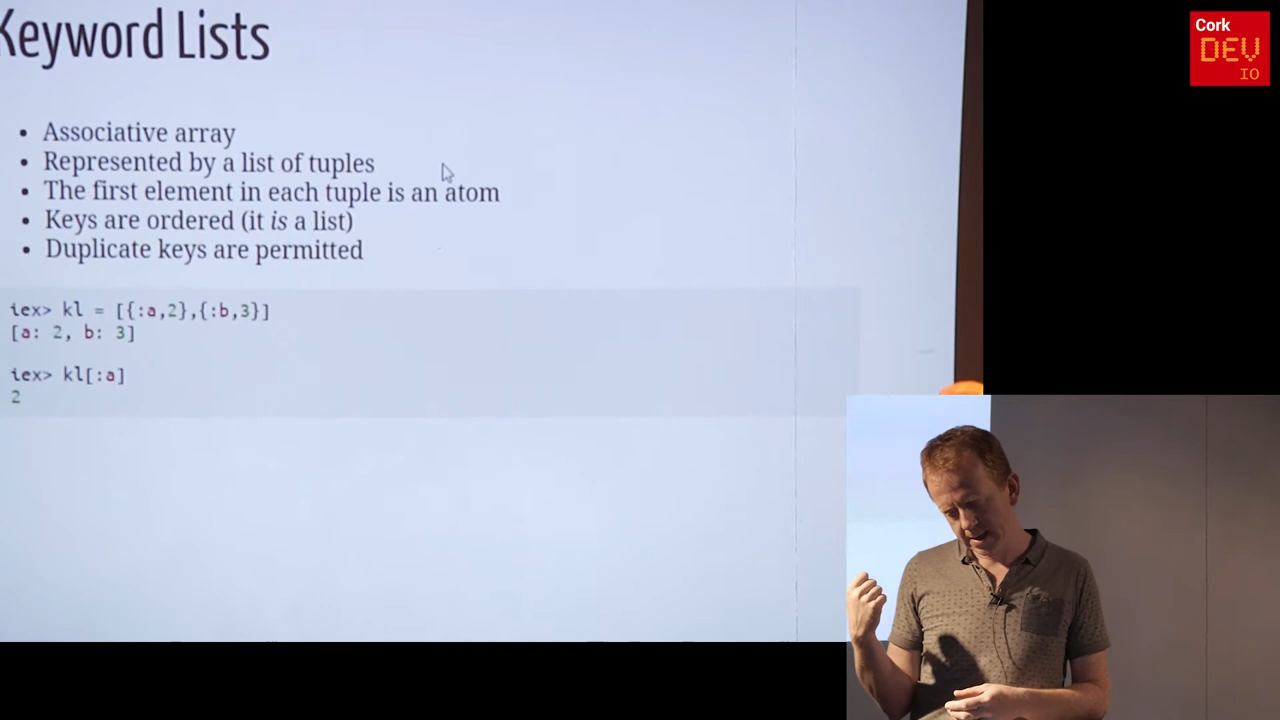 Keyword Lists
Cork
DEV
IO
• Associative array
• Represented by a list of tuples
• The first element in each tuple is an atom
• Keys are ordered (it is a list)
• Duplicate keys are permitted
iex> kl = [{:a,2},{:b,3}]
[a: 2, b: 3]
iex> kl[:a]
2